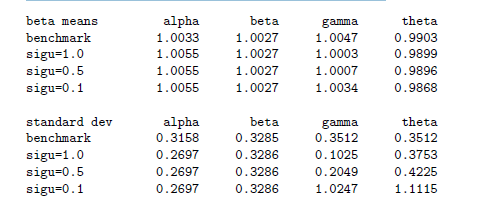 beta means alpha beta gamma theta
benchmark 1.0033 1.0027 1.0047 0.9903
sigu=1.0 1.0055 1.0027 1.0003 0.9899
sigu=0.5 1.0055 1.0027 1.0007 0.9896
sigu=0.1 1.0055 1.0027 1.0034 0.9868
standard dev alpha beta gamma theta
benchmark 0.3158 0.3285 0.3512 0.3512
sigu=1.0 0.2697 0.3286 0.1025 0.3753
sigu=0.5 0.2697 0.3286 0.2049 0.4225
sigu=0.1 0.2697 0.3286 1.0247 1.1115